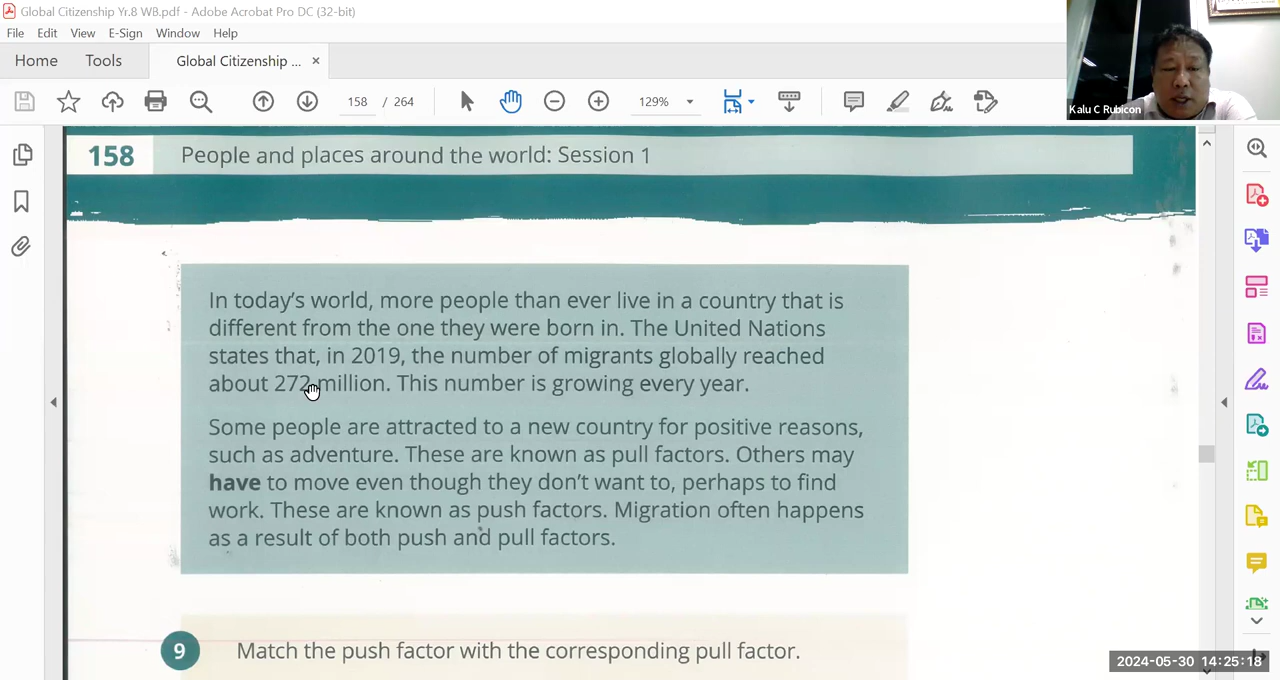 Global Citizenship Yr.8 WB.pdf - Adobe Acrobat Pro DC (32-bit)
File Edit View E-Sign Window Help
Home Tools Global Citizenship ... ×
158 / 264 129%
Kalu C Rubicon
158 People and places around the world: Session 1
In today's world, more people than ever live in a country that is
different from the one they were born in. The United Nations
states that, in 2019, the number of migrants globally reached
about 272 million. This number is growing every year.
Some people are attracted to a new country for positive reasons,
such as adventure. These are known as pull factors. Others may
have to move even though they don't want to, perhaps to find
work. These are known as push factors. Migration often happens
as a result of both push and pull factors.
9 Match the push factor with the corresponding pull factor.
2024-05-30 14:25:18